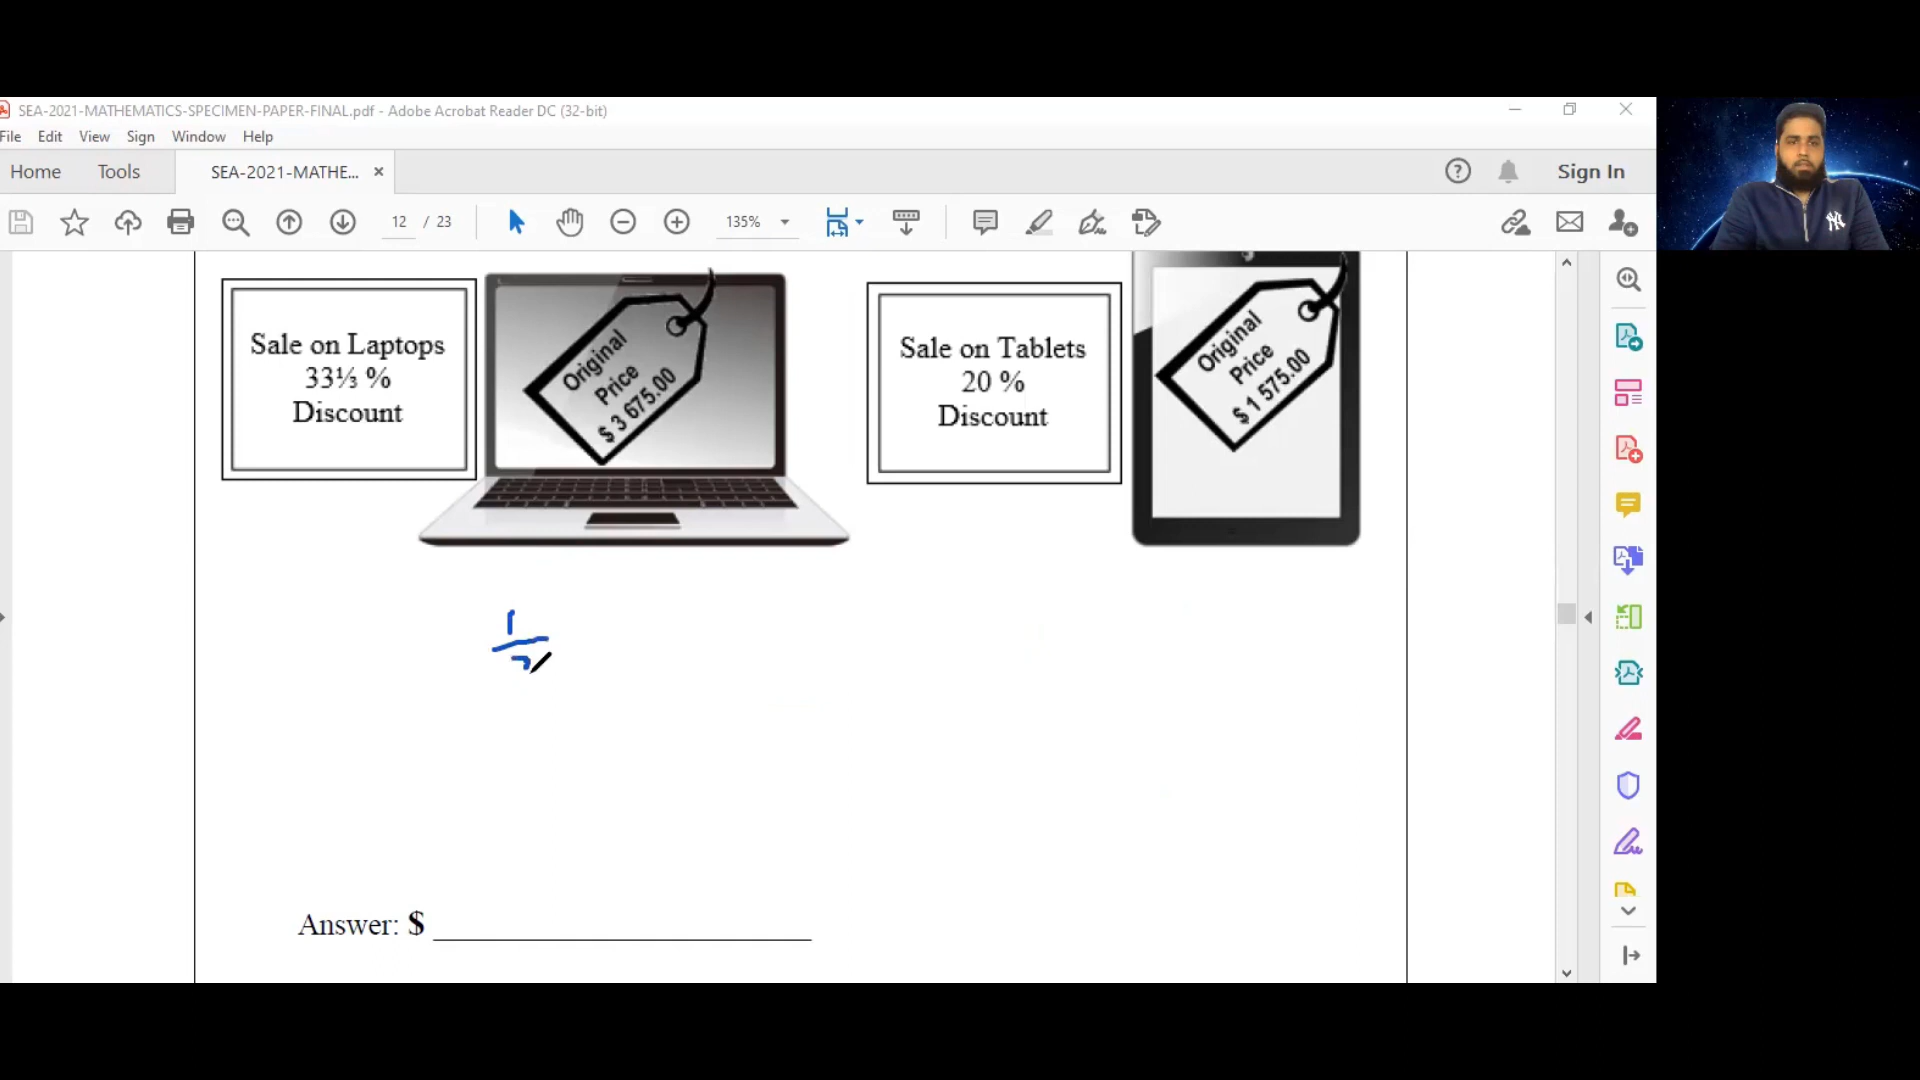 SEA-2021-MATHEMATICS-SPECIMEN-PAPER-FINAL.pdf - Adobe Acrobat Reader DC (32-bit)
File Edit View Sign Window Help
Home Tools SEA-2021-MATHE... × Sign In
12 / 23 135%
Sale on Laptops
33⅓ %
Discount
Original
Price
$ 3 675.00
Sale on Tablets
20 %
Discount
Original
Price
$ 1 575.00
1
Answer: $